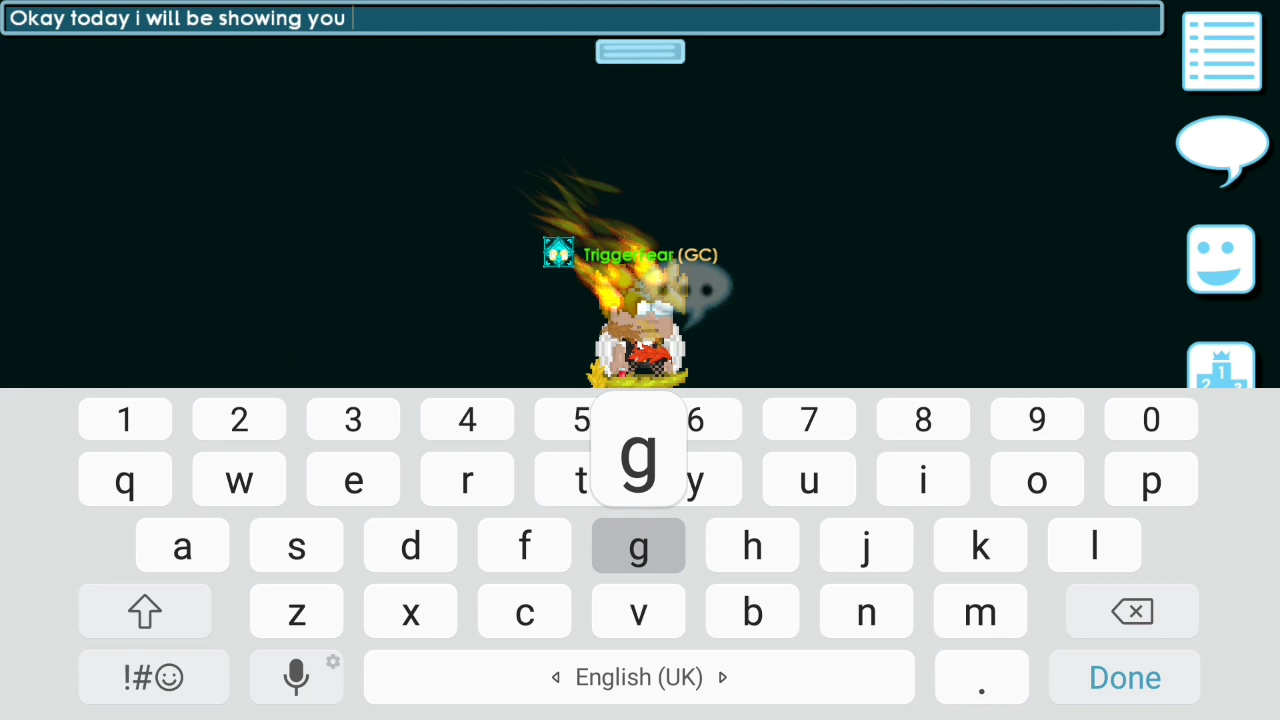 Okay today i will be showing you
(GC)
1 2 3 4 5 6 7 8 9 0
g
q w e r t y u i o p
a s d f g h j k l
z x c v b n m
!#
English (UK)
.
Done